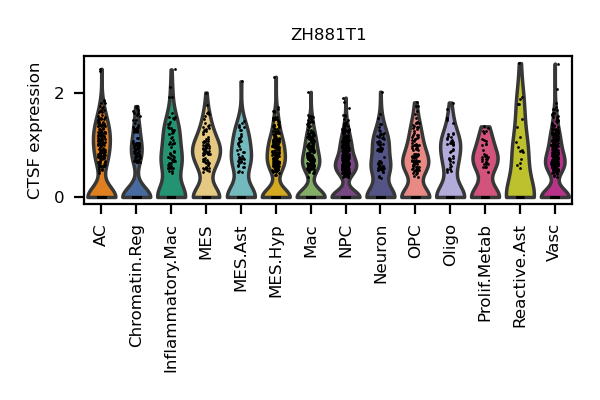 ZH881T1
CTSF expression
2
0
AC
Chromatin.Reg
Inflammatory.Mac
MES
MES.Ast
MES.Hyp
Mac
NPC
Neuron
OPC
Oligo
Prolif.Metab
Reactive.Ast
Vasc